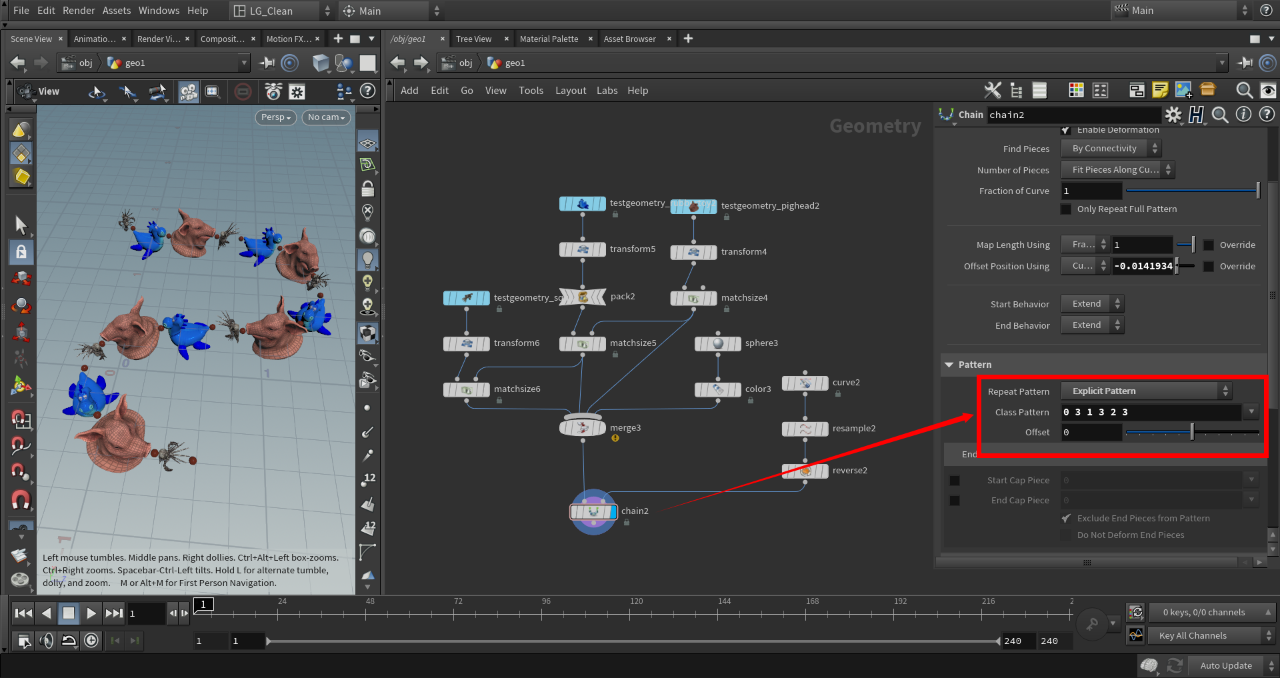 File Edit Render Assets Windows Help LG_Clean Main Main
Scene View Animatio... Render Vi... Composit... Motion FX... /obj/geo1 Tree View Material Palette Asset Browser
obj geo1 obj geo1
View Add Edit Go View Tools Layout Labs Help
Persp No cam Geometry Chain chain2
Enable Deformation
Find Pieces By Connectivity
Number of Pieces Fit Pieces Along Cu...
Fraction of Curve 1
Only Repeat Full Pattern
Map Length Using Fra... 1 Override
Offset Position Using Cu... -0.0141934 Override
Start Behavior Extend
End Behavior Extend
Pattern
Repeat Pattern Explicit Pattern
Class Pattern 0 3 1 3 2 3
Offset 0
End
Start Cap Piece 0
End Cap Piece 0
Exclude End Pieces from Pattern
Do Not Deform End Pieces
testgeometry_ testgeometry_pighead2
transform5 transform4
testgeometry_sq pack2 matchsize4
transform6 matchsize5 sphere3
matchsize6 color3 curve2
merge3 resample2
reverse2
chain2
12
12
Left mouse tumbles. Middle pans. Right dollies. Ctrl+Alt+Left box-zooms.
Ctrl+Right zooms. Spacebar-Ctrl-Left tilts. Hold L for alternate tumble,
dolly, and zoom. M or Alt+M for First Person Navigation.
1 1 24 48 72 96 120 144 168 192 216 2 0 keys, 0/0 channels
1 1 240 240 Key All Channels
Auto Update